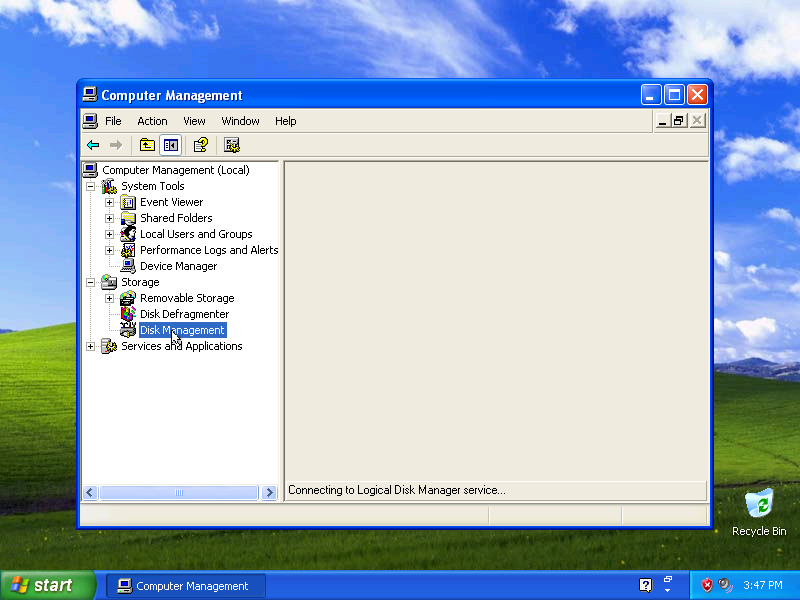 Computer Management
File Action View Window Help
Computer Management (Local)
System Tools
Event Viewer
Shared Folders
Local Users and Groups
Performance Logs and Alerts
Device Manager
Storage
Removable Storage
Disk Defragmenter
Disk Management
Services and Applications
Connecting to Logical Disk Manager service...
Recycle Bin
start
Computer Management
3:47 PM